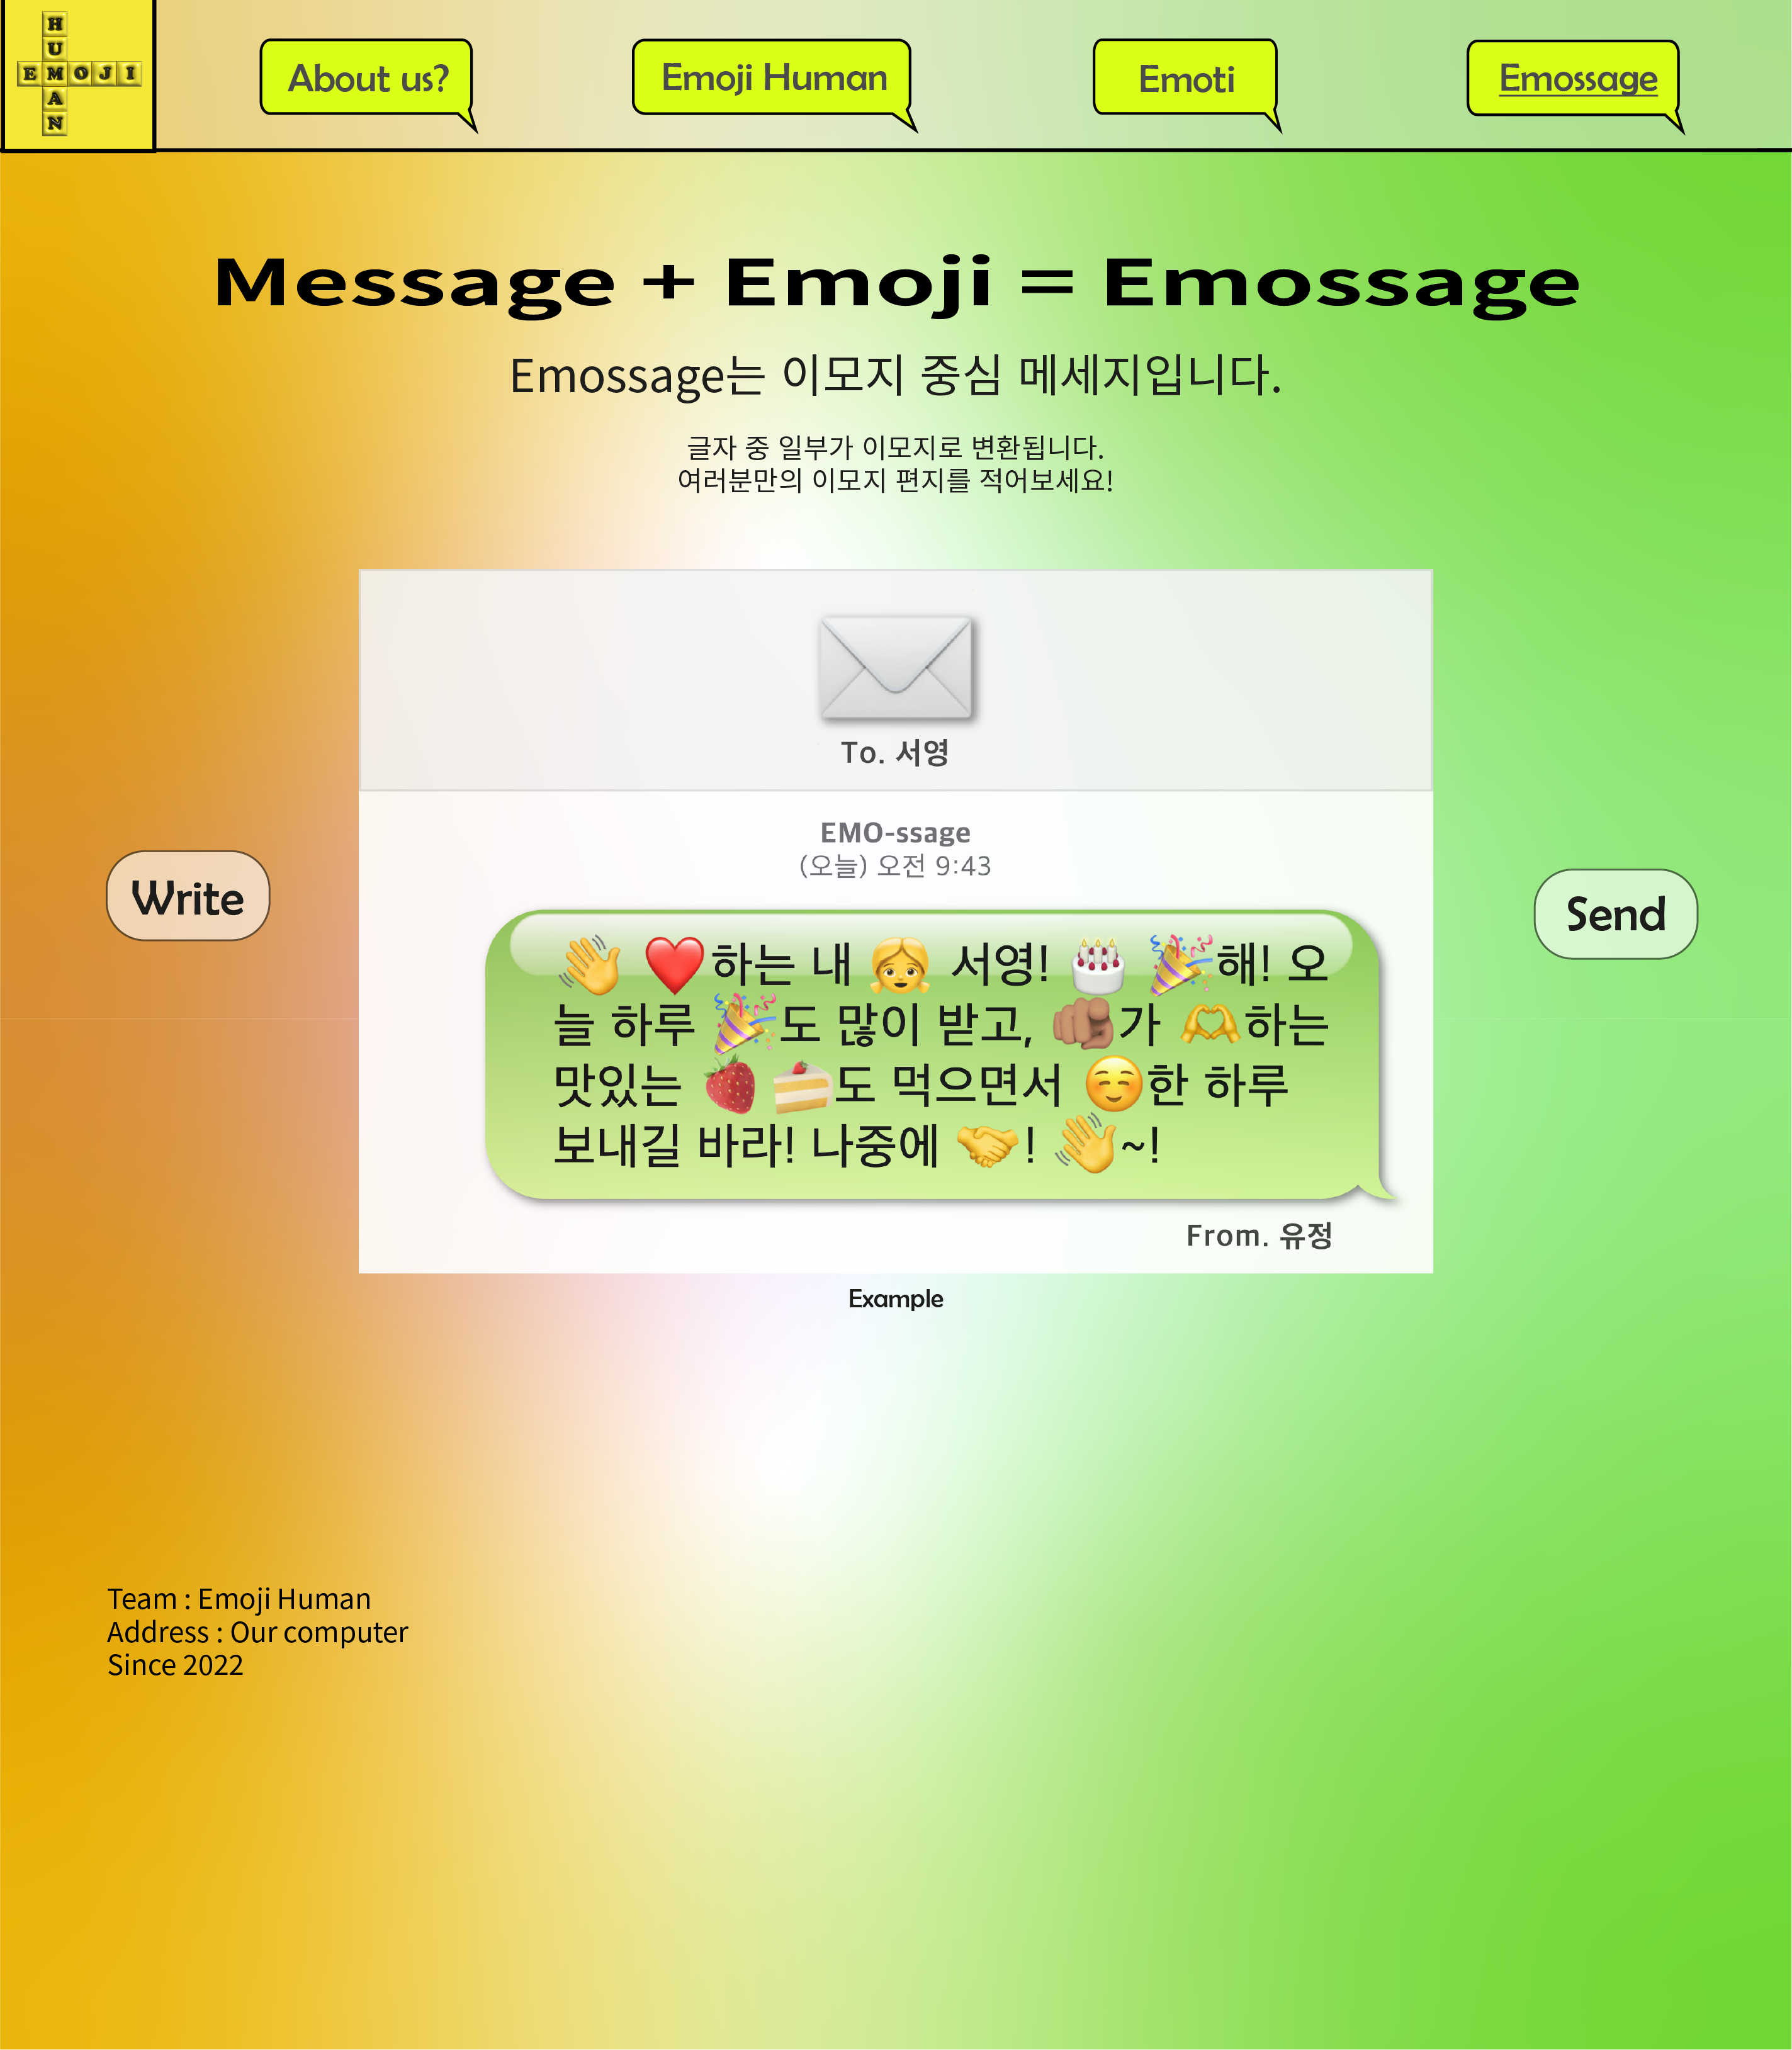 HUMAN
EMOJI
About us?
Emoji Human
Emoti
Emossage
Message + Emoji = Emossage
Emossage는 이모지 중심 메세지입니다.
글자 중 일부가 이모지로 변환됩니다.
여러분만의 이모지 편지를 적어보세요!
To. 서영
EMO-ssage
(오늘) 오전 9:43
Write
Send
👋 ❤️하는 내 👧 서영! 🎂 🎉해! 오
늘 하루 🎉도 많이 받고, 🫵🏽가 🫶하는
맛있는 🍓 🍰도 먹으면서 ☺️한 하루
보내길 바라! 나중에 🤝! 👋~!
From. 유정
Example
Team : Emoji Human
Address : Our computer
Since 2022